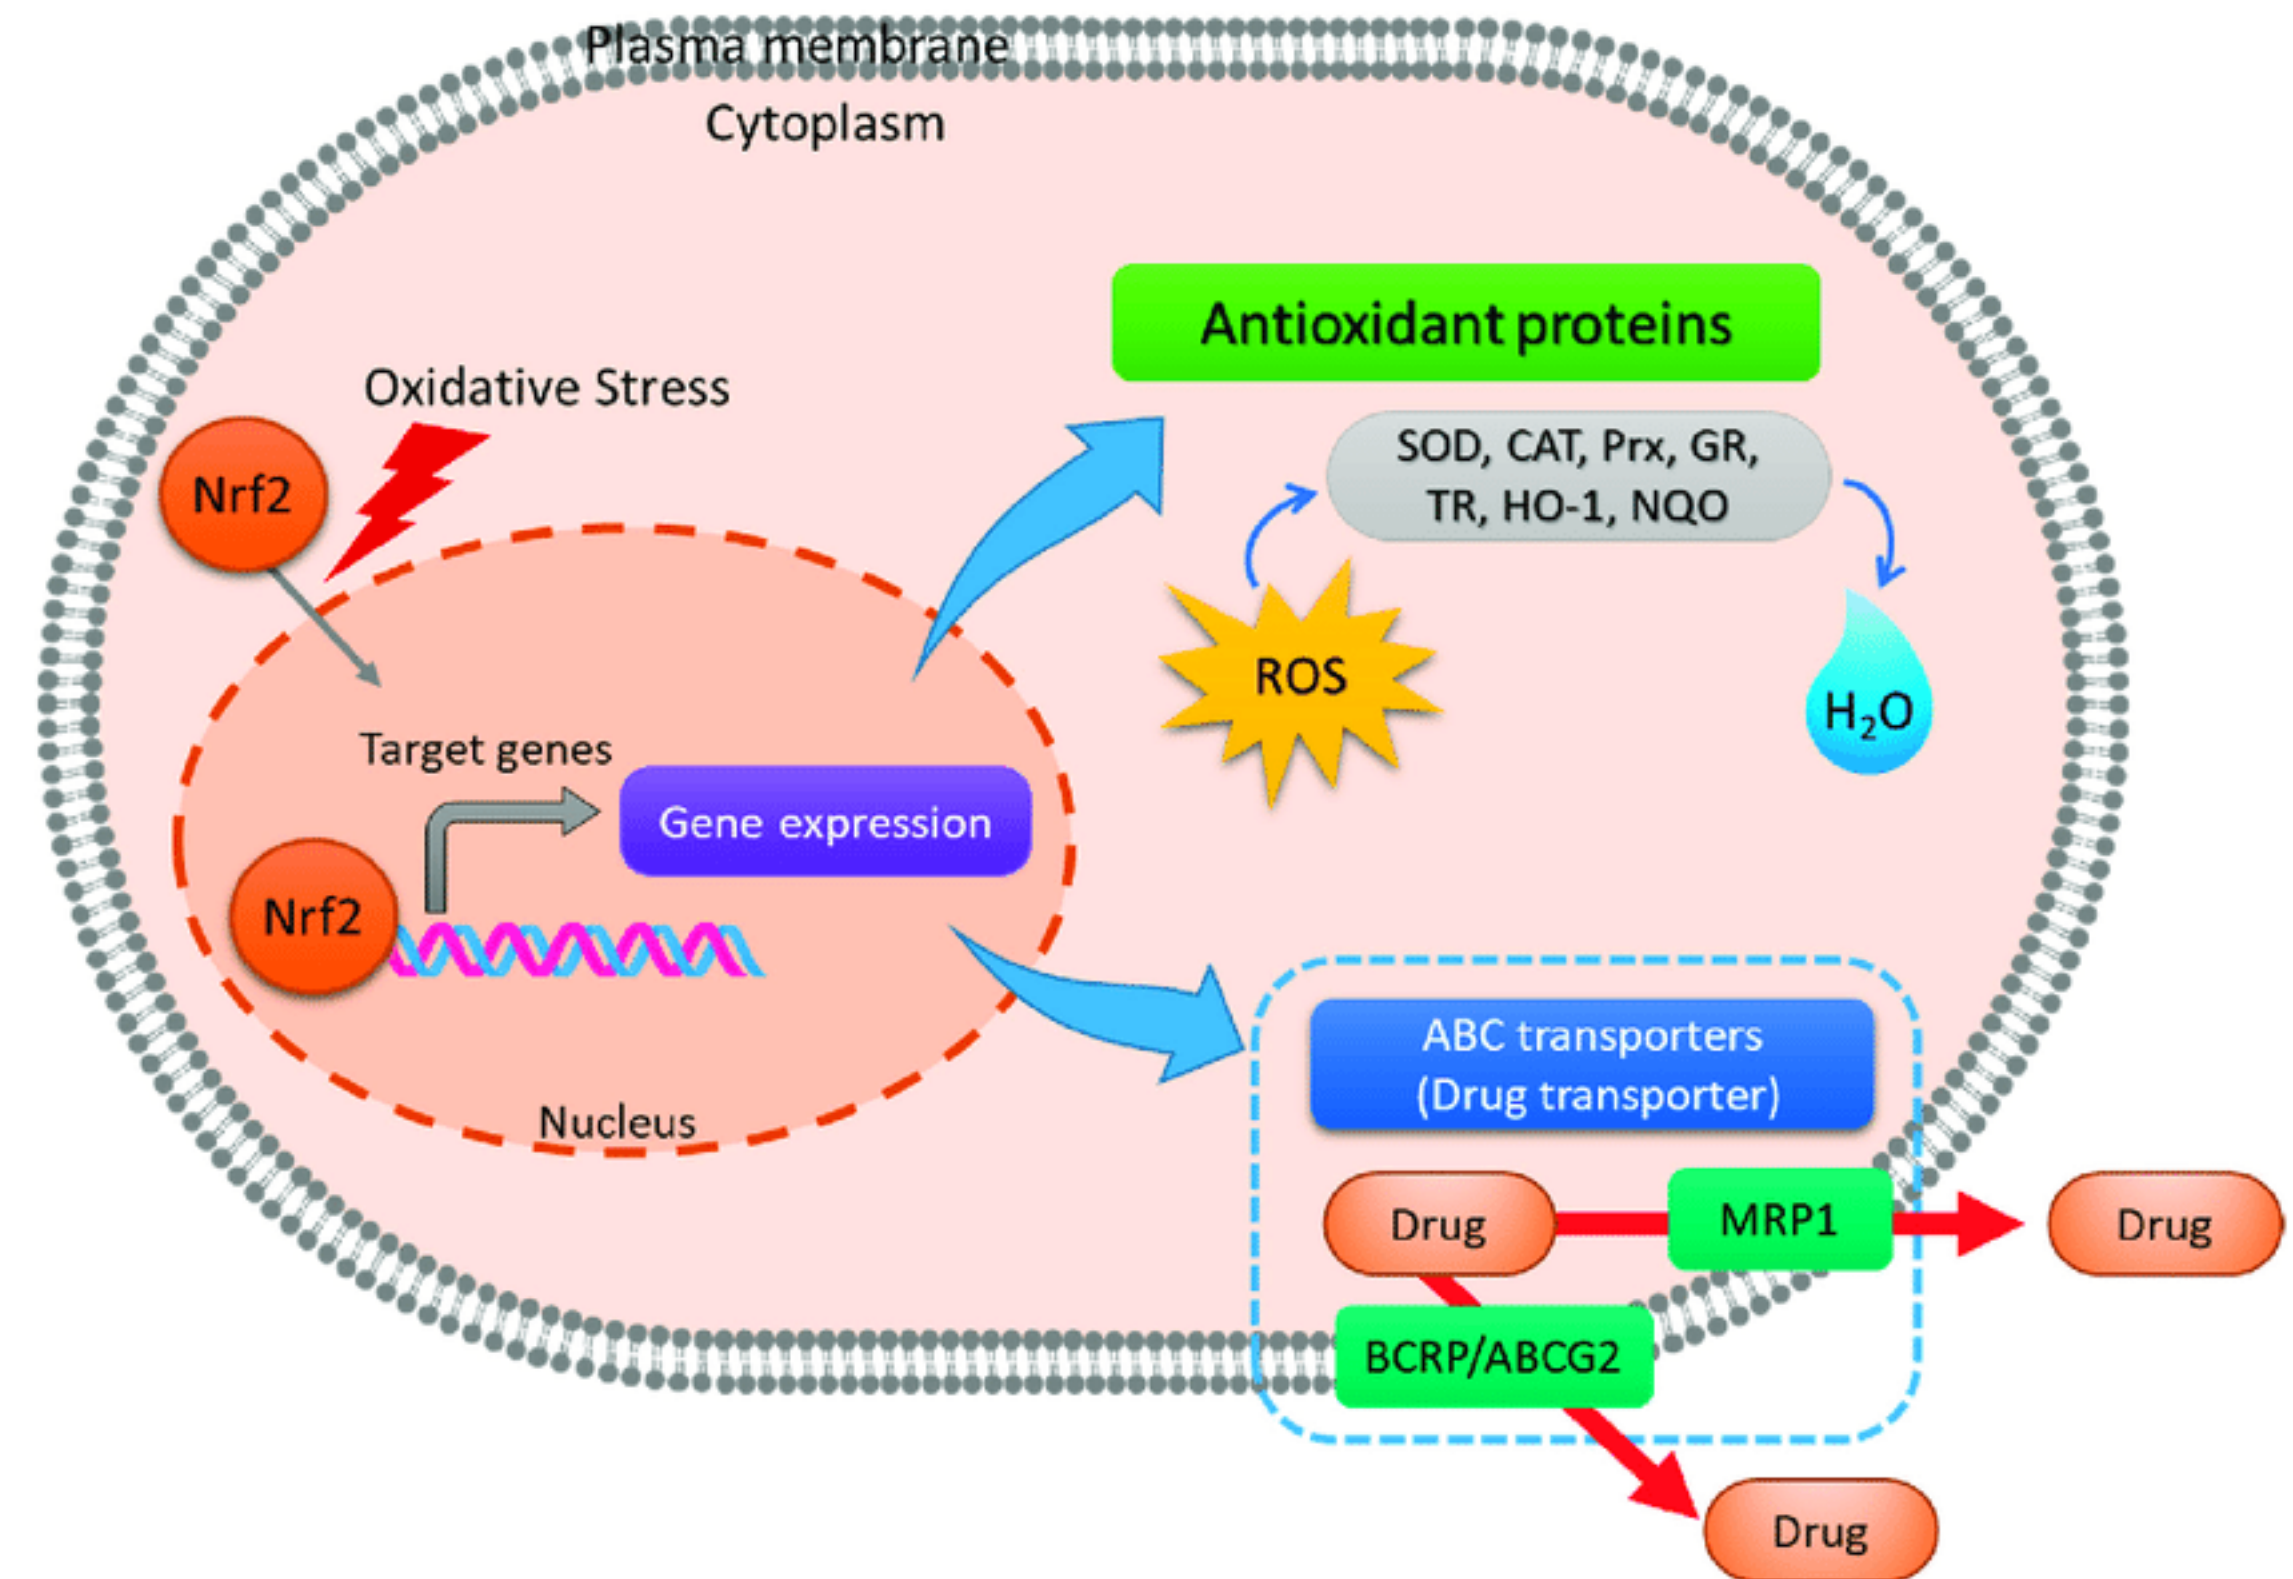 Plasma membrane
Cytoplasm
Antioxidant proteins
Oxidative Stress
SOD, CAT, Prx, GR,
TR, HO-1, NQO
Nrf2
ROS
H₂O
Target genes
Gene expression
Nrf2
Nucleus
ABC transporters
(Drug transporter)
Drug
MRP1
Drug
BCRP/ABCG2
Drug